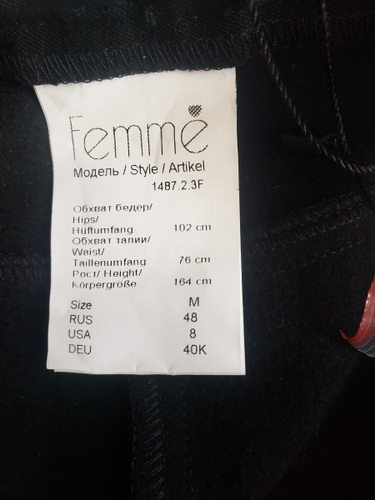 Femme
Модель / Style / Artikel
1487.2.3F
Обхват бедер/
Hips/
Hüftumfang 102 cm
Обхват талии/
Waist/
Taillenumfang 76 cm
Рост/ Height/
Körpergröße 164 cm
Size M
RUS 48
USA 8
DEU 40K